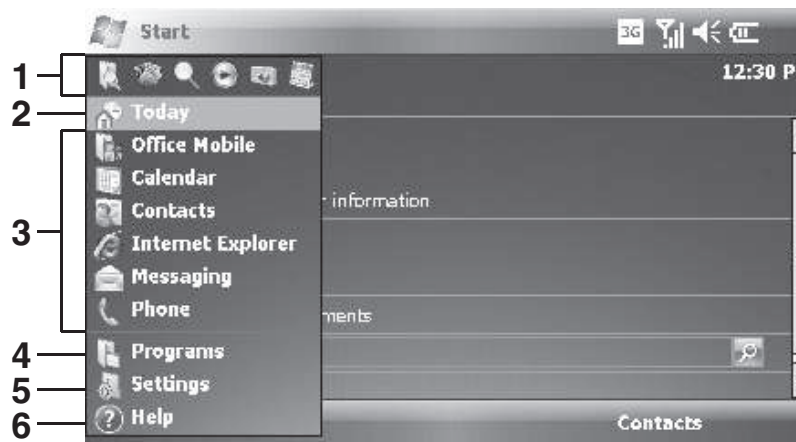 Start 3G
1 12:30 P
2 Today
3
Office Mobile
Calendar
Contacts
Internet Explorer
Messaging
Phone
r information
ments
4 Programs
5 Settings
6 Help
Contacts